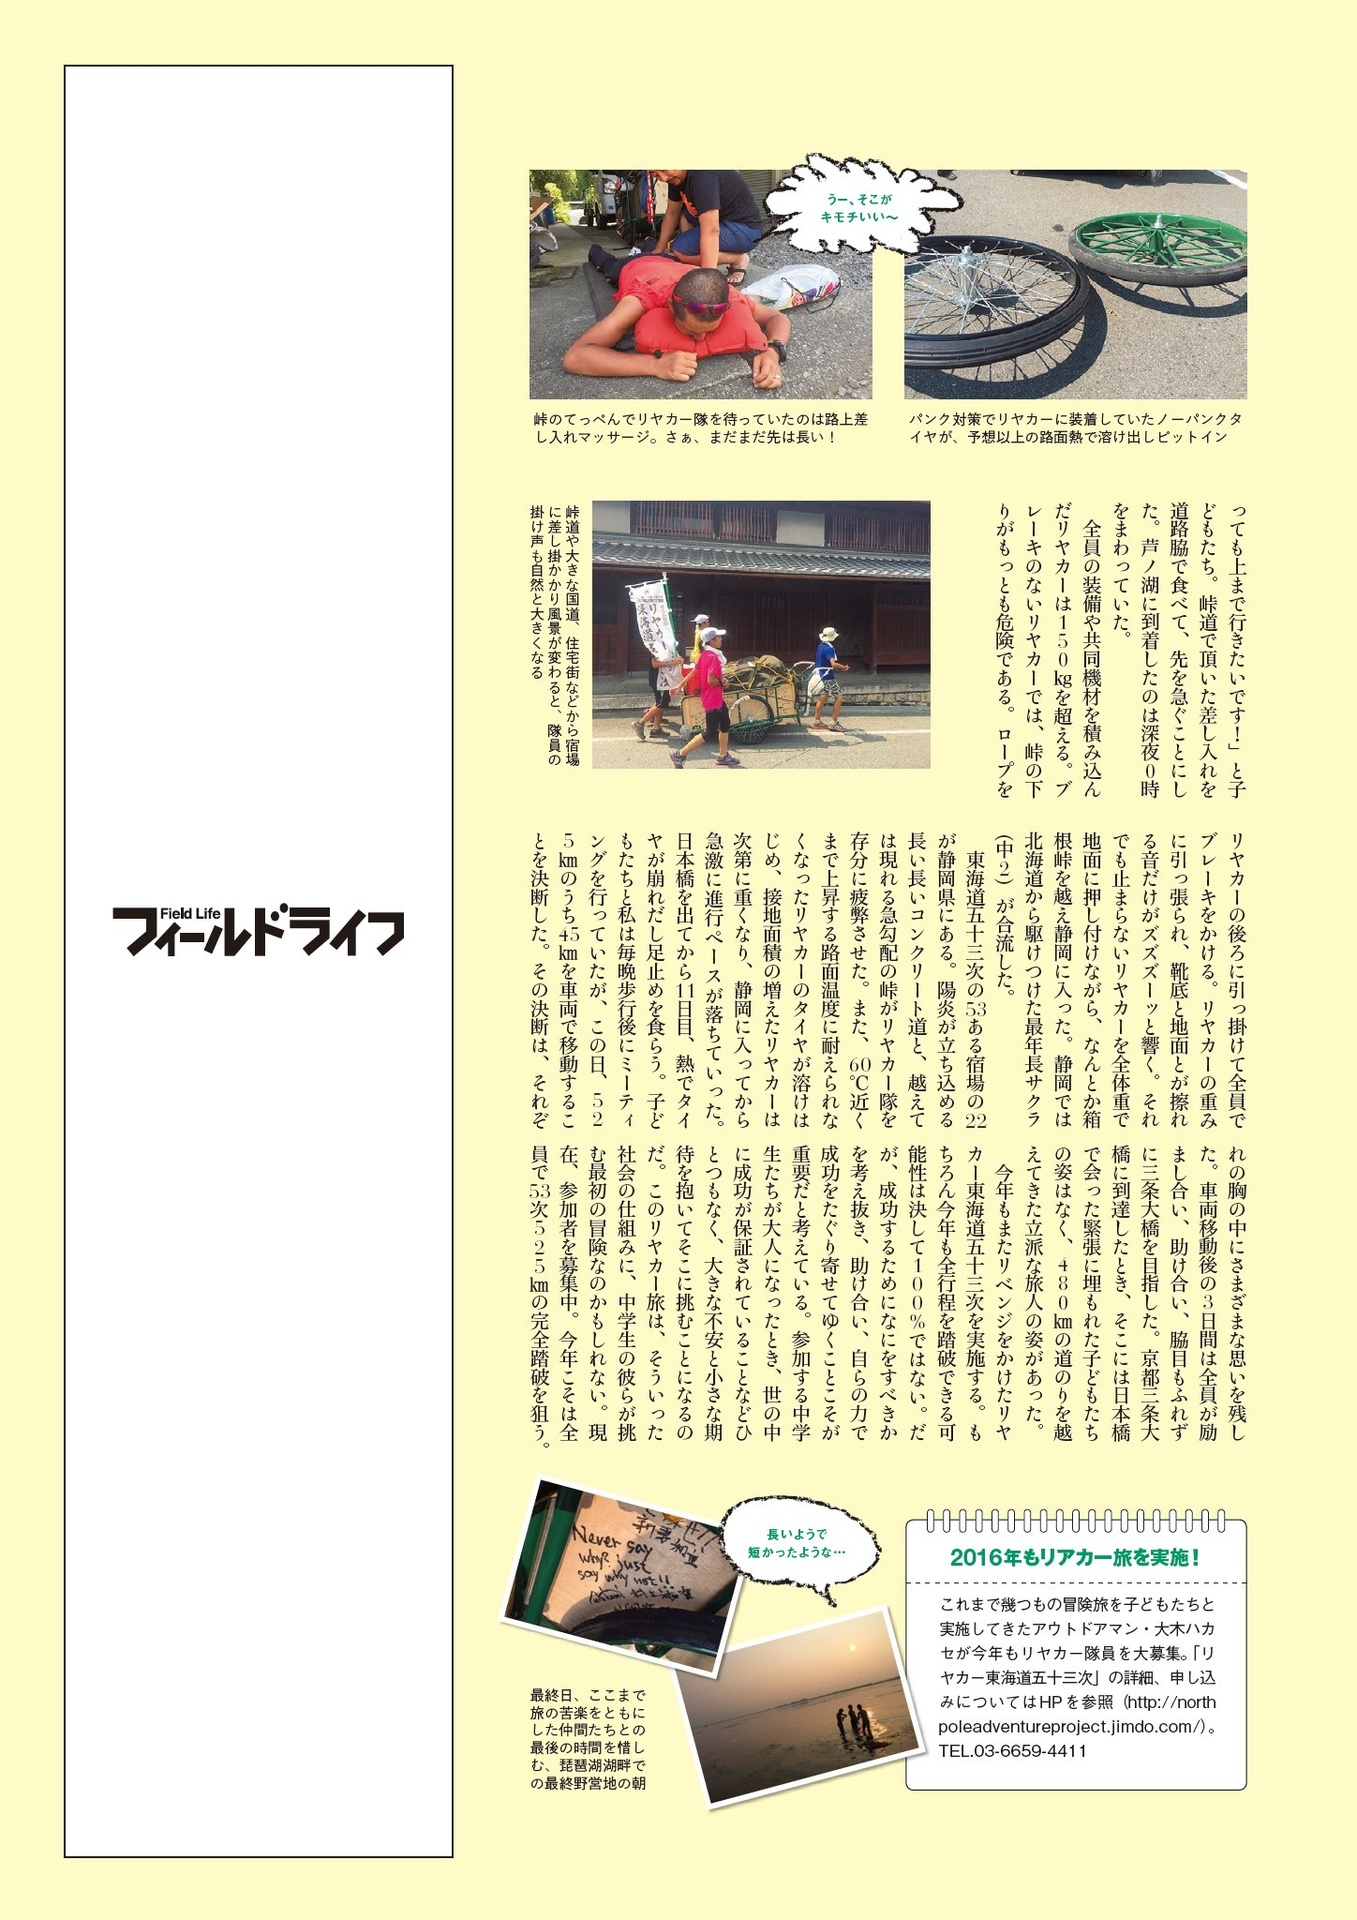 うー、そこが
キモチいい〜
峠のてっぺんでリヤカー隊を待っていたのは路上差
し入れマッサージ。さぁ、まだまだ先は長い！
パンク対策でリヤカーに装着していたノーパンクタ
イヤが、予想以上の路面熱で溶け出しピットイン
っても上まで行きたいです！」と子
どもたち。峠道で頂いた差し入れを
道路脇で食べて、先を急ぐことにし
た。芦ノ湖に到着したのは深夜0時
をまわっていた。
全員の装備や共同機材を積み込ん
だリヤカーは150kgを超える。ブ
レーキのないリヤカーでは、峠の下
りがもっとも危険である。ロープを
峠道や大きな国道、住宅街などから宿場
に差し掛かかり風景が変わると、隊員の
掛け声も自然と大きくなる
リヤカー
東海道五
リヤカーの後ろに引っ掛けて全員で
ブレーキをかける。リヤカーの重み
に引っ張られ、靴底と地面とが擦れ
る音だけがズズズーッと響く。それ
でも止まらないリヤカーを全体重で
地面に押し付けながら、なんとか箱
根峠を越え静岡に入った。静岡では
北海道から駆けつけた最年長サクラ
(中2)が合流した。
東海道五十三次の53ある宿場の22
が静岡県にある。陽炎が立ち込める
長い長いコンクリート道と、越えて
は現れる急勾配の峠がリヤカー隊を
存分に疲弊させた。また、60℃近く
まで上昇する路面温度に耐えられな
くなったリヤカーのタイヤが溶けは
じめ、接地面積の増えたリヤカーは
次第に重くなり、静岡に入ってから
急激に進行ペースが落ちていった。
日本橋を出てから11日目、熱でタイ
ヤが崩れだし足止めを食らう。子ど
もたちと私は毎晩歩行後にミーティ
ングを行っていたが、この日、52
5kmのうち45kmを車両で移動するこ
とを決断した。その決断は、それぞ
れの胸の中にさまざまな思いを残し
た。車両移動後の3日間は全員が励
まし合い、助け合い、脇目もふれず
に三条大橋を目指した。京都三条大
橋に到達したとき、そこには日本橋
で会った緊張に埋もれた子どもたち
の姿はなく、480kmの道のりを越
えてきた立派な旅人の姿があった。
今年もまたリベンジをかけたリヤ
カー東海道五十三次を実施する。も
ちろん今年も全行程を踏破できる可
能性は決して100%ではない。だ
が、成功するためになにをすべきか
を考え抜き、助け合い、自らの力で
成功をたぐり寄せてゆくことこそが
重要だと考えている。参加する中学
生たちが大人になったとき、世の中
に成功が保証されていることなどひ
とつもなく、大きな不安と小さな期
待を抱いてそこに挑むことになるの
だ。このリヤカー旅は、そういった
社会の仕組みに、中学生の彼らが挑
む最初の冒険なのかもしれない。現
在、参加者を募集中。今年こそは全
員で53次525kmの完全踏破を狙う。
Field Life
フィールドライフ
Never say
why? just
say why not!!
長いようで
短かったような…
最終日、ここまで
旅の苦楽をともに
した仲間たちとの
最後の時間を惜し
む、琵琶湖湖畔で
の最終野営地の朝
2016年もリアカー旅を実施！
これまで幾つもの冒険旅を子どもたちと
実施してきたアウトドアマン・大木ハカ
セが今年もリヤカー隊員を大募集。「リ
ヤカー東海道五十三次」の詳細、申し込
みについてはHPを参照（http://north
poleadventureproject.jimdo.com/）。
TEL.03-6659-4411